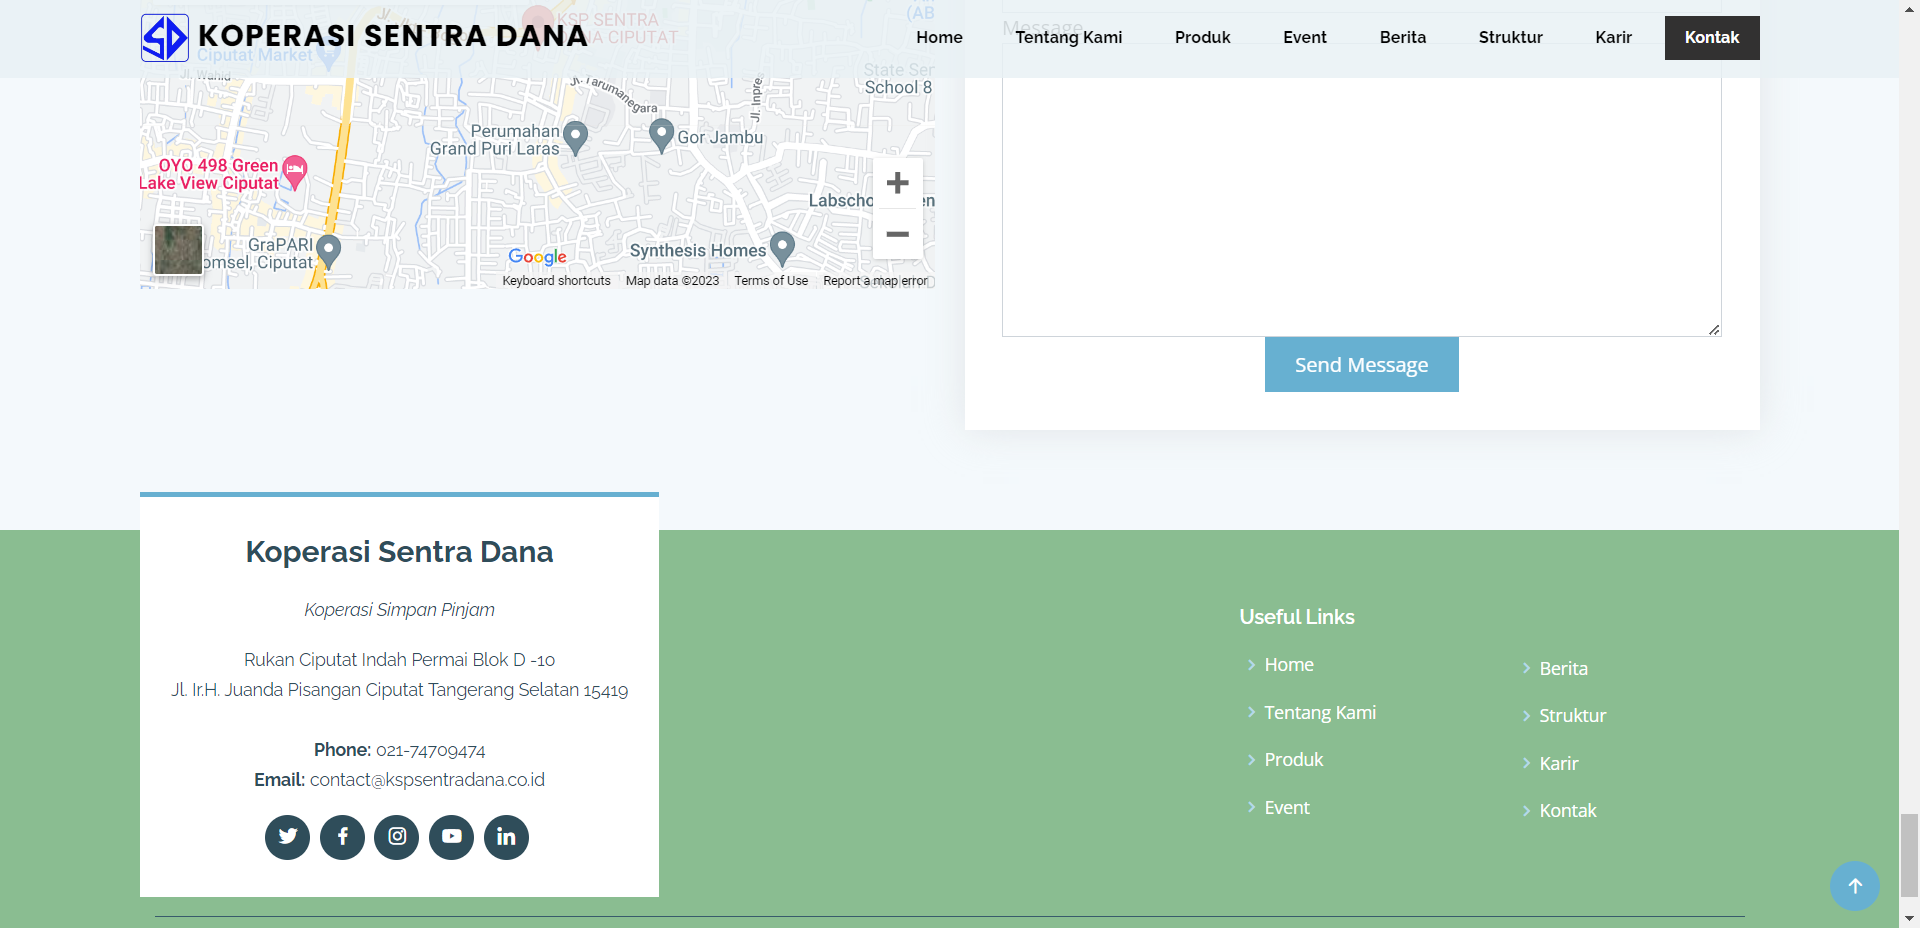 KOPERASI SENTRA DANA
Home
Tentang Kami
Produk
Event
Berita
Struktur
Karir
Kontak
KSP SENTRA
DANA CIPUTAT
Ciputat Market
Jl. Wahid
(AB
Message
Jl. Tarumanegara
Jl. Inpres
State Sen
School 8
Perumahan
Grand Puri Laras
Gor Jambu
OYO 498 Green
Lake View Ciputat
Labscho
en
GraPARI
omsel, Ciputat
Synthesis Homes
Google
Keyboard shortcuts
Map data ©2023
Terms of Use
Report a map error
Send Message
Koperasi Sentra Dana
Koperasi Simpan Pinjam
Rukan Ciputat Indah Permai Blok D -10
Jl. Ir.H. Juanda Pisangan Ciputat Tangerang Selatan 15419
Phone: 021-74709474
Email: contact@kspsentradana.co.id
Useful Links
Home
Tentang Kami
Produk
Event
Berita
Struktur
Karir
Kontak